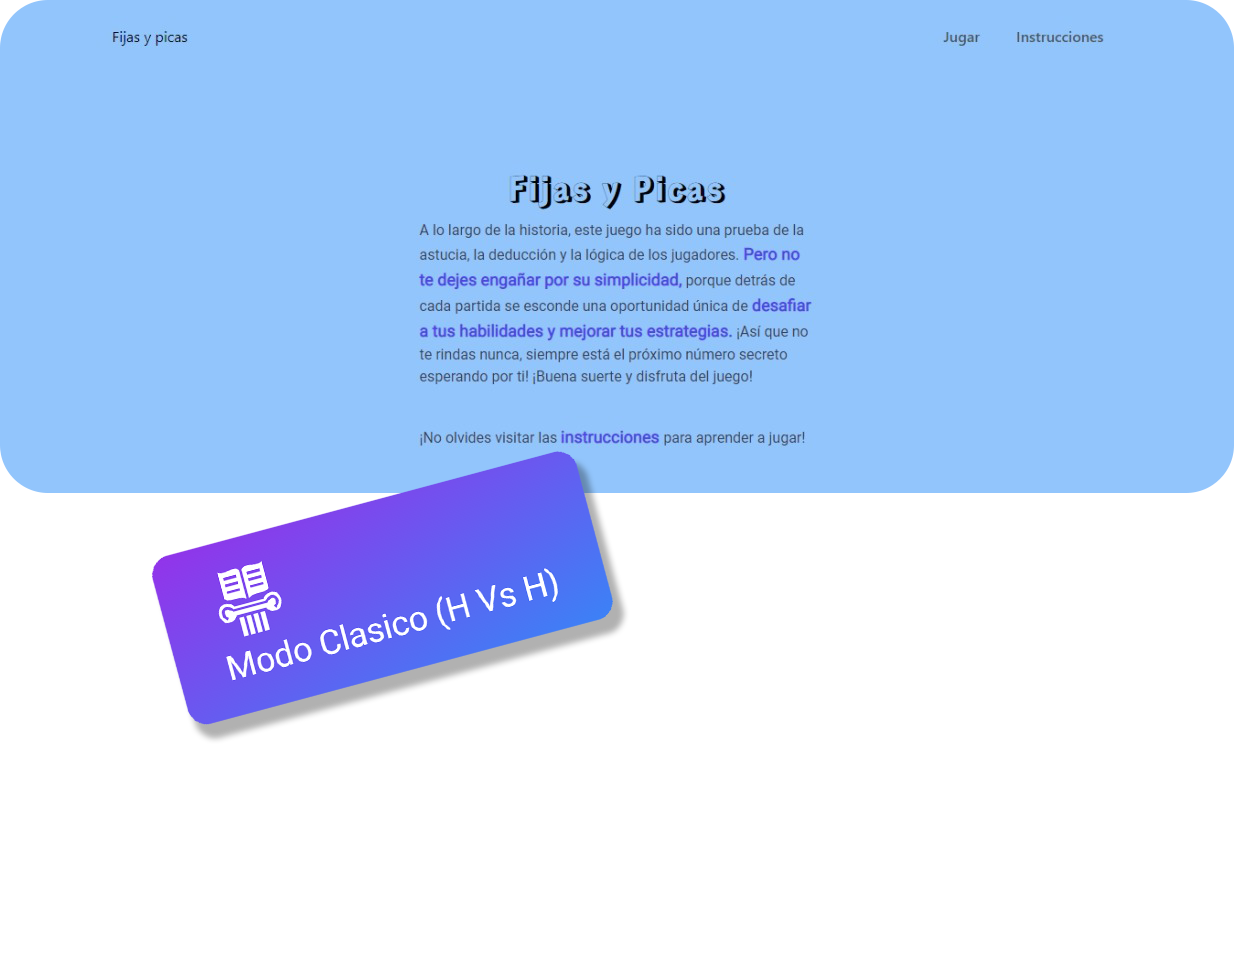 Fijas y picas
Jugar
Instrucciones
Fijas y Picas
A lo largo de la historia, este juego ha sido una prueba de la
astucia, la deducción y la lógica de los jugadores. Pero no
te dejes engañar por su simplicidad, porque detrás de
cada partida se esconde una oportunidad única de desafiar
a tus habilidades y mejorar tus estrategias. ¡Así que no
te rindas nunca, siempre está el próximo número secreto
esperando por ti! ¡Buena suerte y disfruta del juego!
¡No olvides visitar las instrucciones para aprender a jugar!
Modo Clasico (H Vs H)